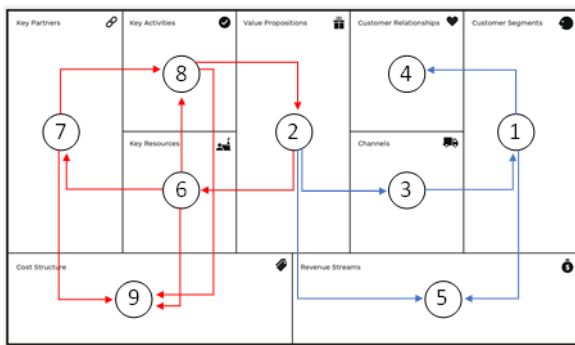 Key Partners
Key Activities
Value Propositions
Customer Relationships
Customer Segments
8
4
7
2
1
Key Resources
Channels
6
3
Cost Structure
Revenue Streams
9
5
$